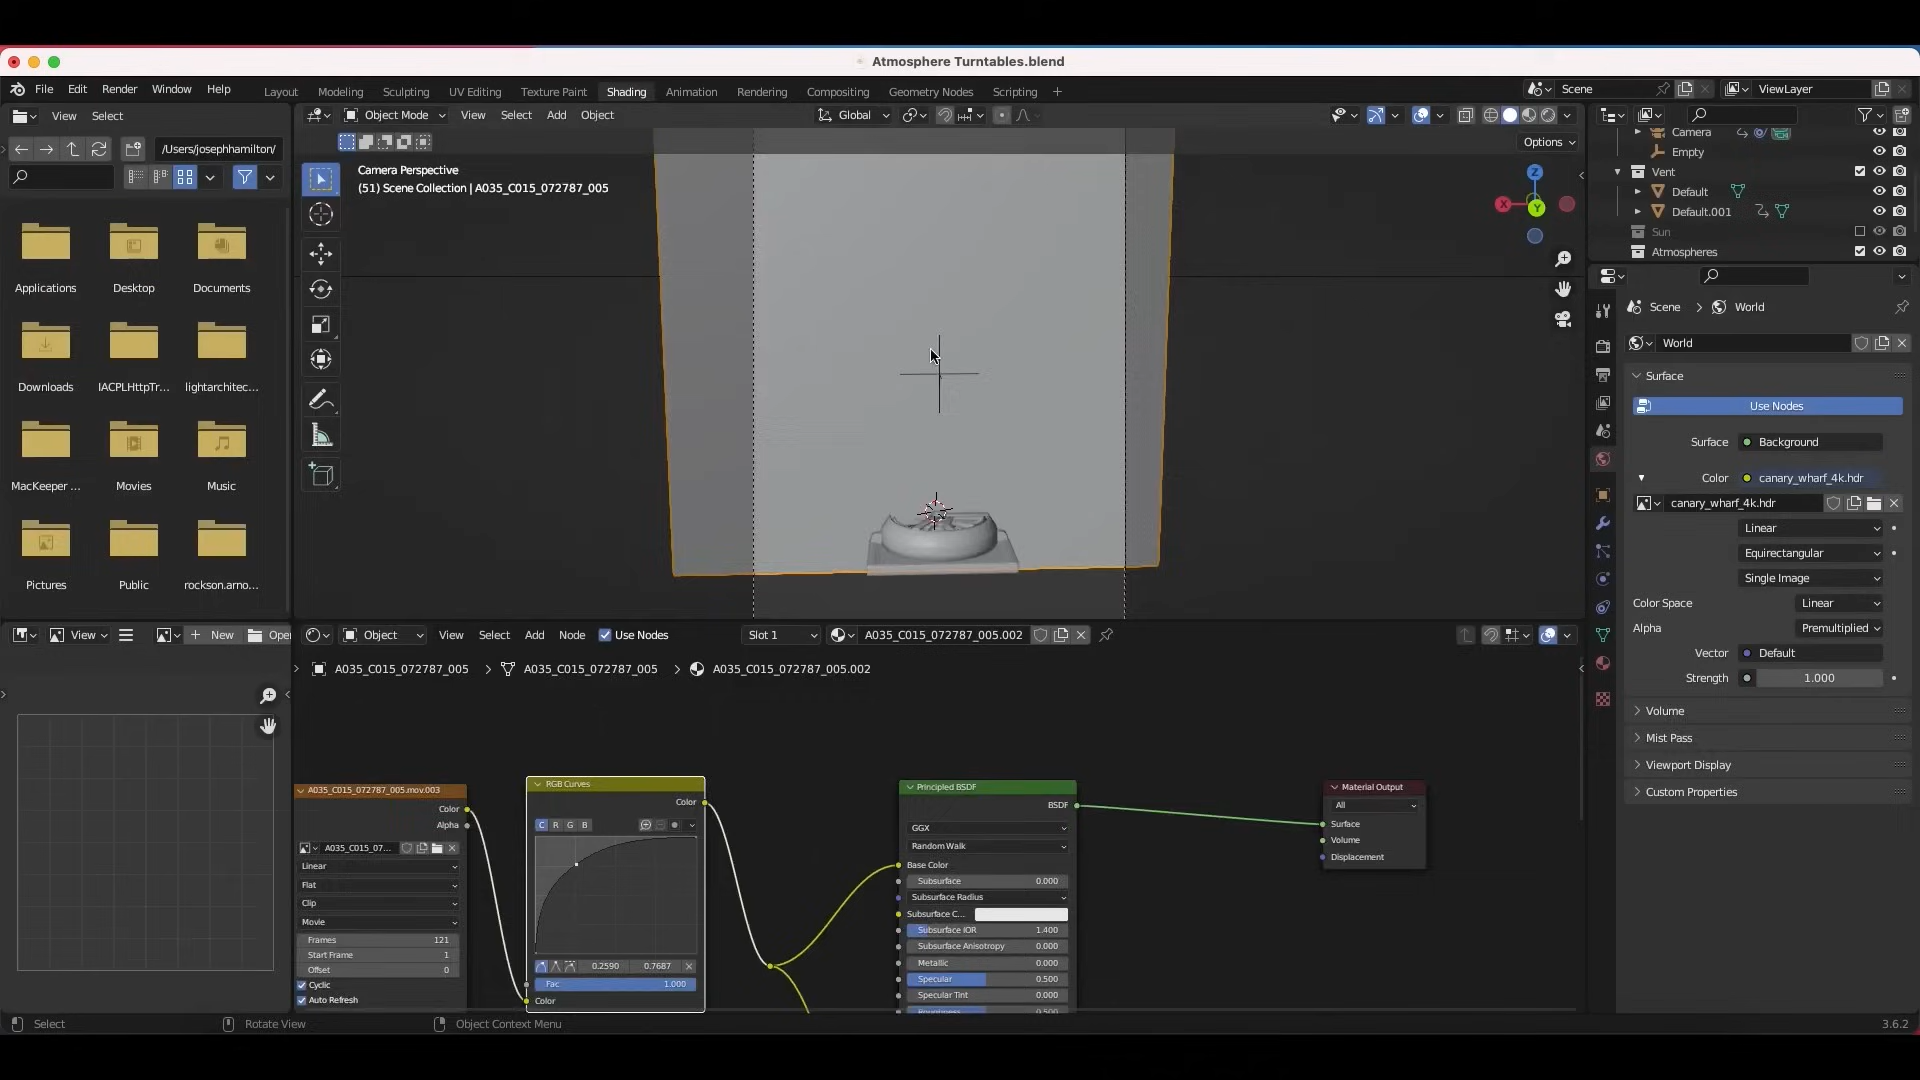 Atmosphere Turntables.blend
File Edit Render Window Help
Layout Modeling Sculpting UV Editing Texture Paint Shading Animation Rendering Compositing Geometry Nodes Scripting
Scene ViewLayer
View Select
Object Mode View Select Add Object Global
/Users/josephhamilton/
Options
Camera Perspective
(51) Scene Collection | A035_C015_072787_005
X Y Z
Applications Desktop Documents
Downloads IACPLHttpTr... lightarchitec...
MacKeeper ... Movies Music
Pictures Public rockson.arno...
Camera
Empty
Vent
Default
Default.001
Sun
Atmospheres
Scene > World
World
Surface
Use Nodes
Surface Background
Color canary_wharf_4k.hdr
canary_wharf_4k.hdr
Linear
Equirectangular
Single Image
Color Space Linear
Alpha Premultiplied
Vector Default
Strength 1.000
Volume
Mist Pass
Viewport Display
Custom Properties
View New Open
Object View Select Add Node Use Nodes Slot 1 A035_C015_072787_005.002
A035_C015_072787_005 > A035_C015_072787_005 > A035_C015_072787_005.002
A035_C015_072787_005.mov.003
Color
Alpha
A035_C015_07...
Linear
Flat
Clip
Movie
Frames 121
Start Frame 1
Offset 0
Cyclic
Auto Refresh
RGB Curves
Color
C R G B
0.2590 0.7687
Fac 1.000
Color
Principled BSDF
BSDF
GGX
Random Walk
Base Color
Subsurface 0.000
Subsurface Radius
Subsurface C...
Subsurface IOR 1.400
Subsurface Anisotropy 0.000
Metallic 0.000
Specular 0.500
Specular Tint 0.000
Roughness 0.500
Material Output
All
Surface
Volume
Displacement
Select Rotate View Object Context Menu 3.6.2